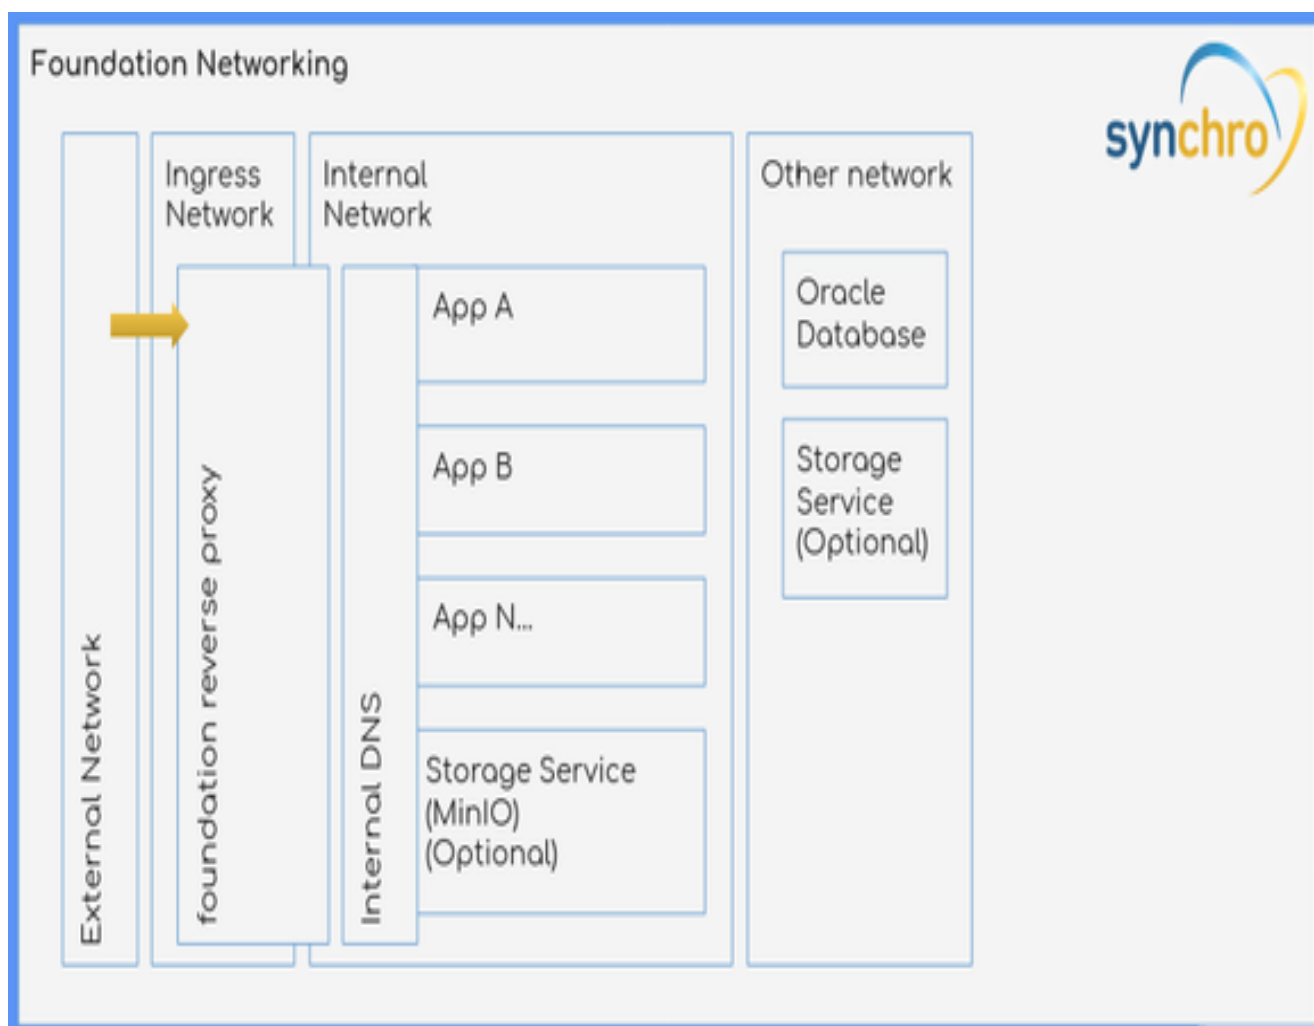 Foundation Networking
synchro
External Network
Ingress
Network
foundation reverse proxy
Internal
Network
Internal DNS
App A
App B
App N...
Storage Service
(MinIO)
(Optional)
Other network
Oracle
Database
Storage
Service
(Optional)